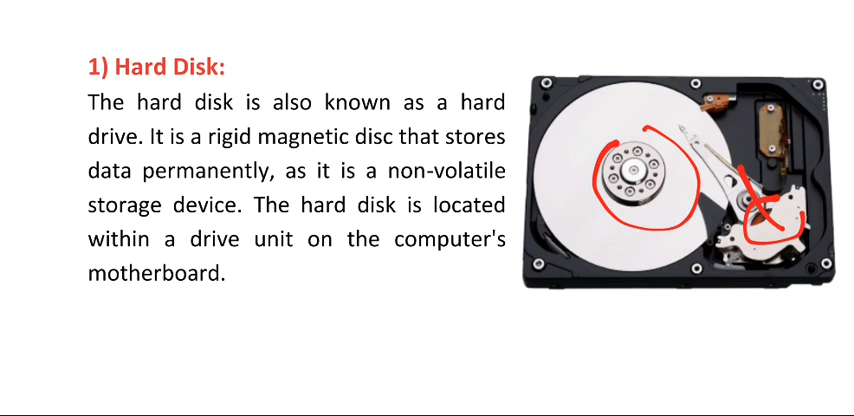 1) Hard Disk:
The hard disk is also known as a hard
drive. It is a rigid magnetic disc that stores
data permanently, as it is a non-volatile
storage device. The hard disk is located
within a drive unit on the computer's
motherboard.